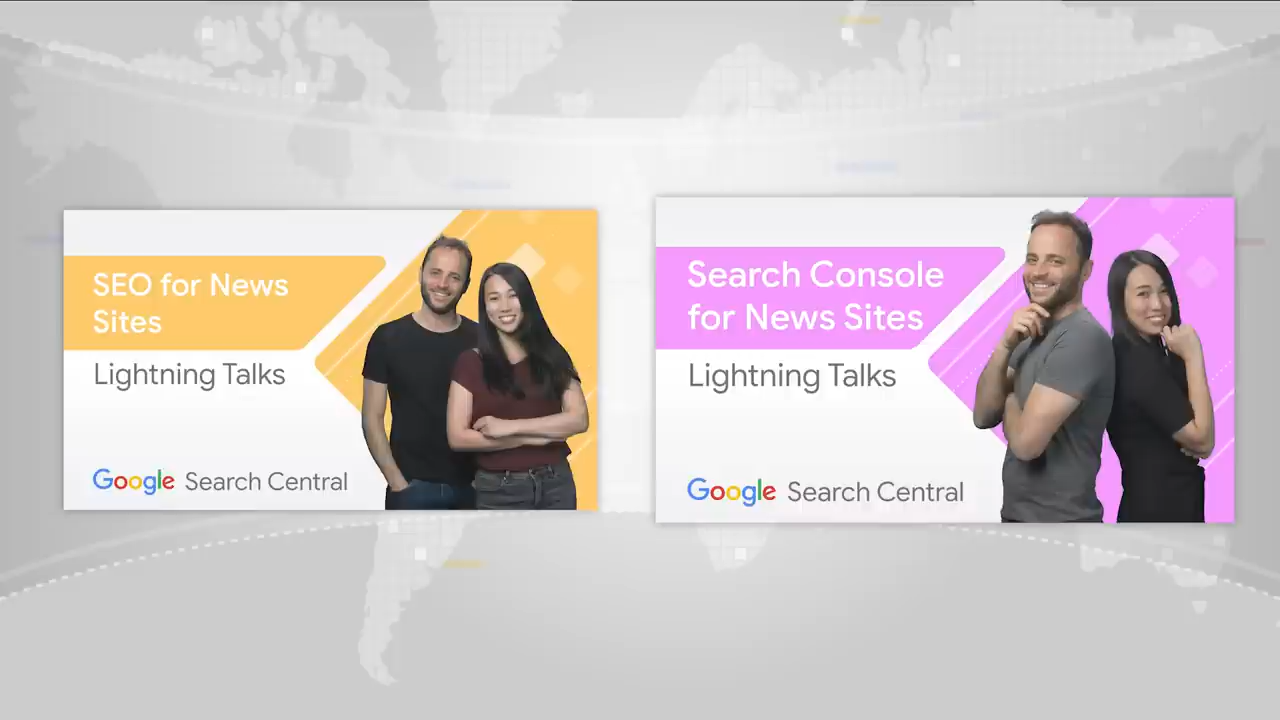 SEO for News
Sites
Lightning Talks
Google Search Central
Search Console
for News Sites
Lightning Talks
Google Search Central